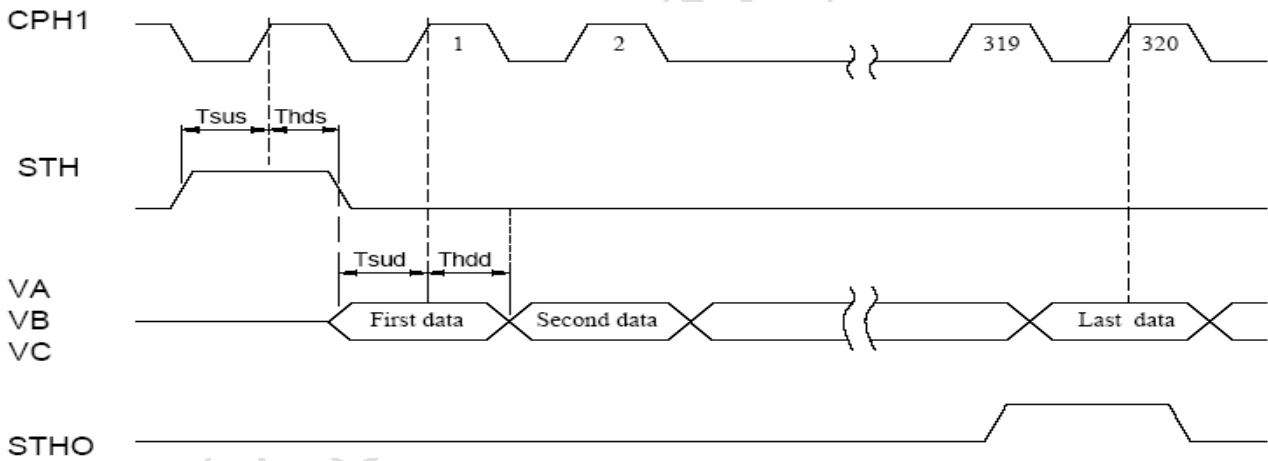 CPH1
1 2 319 320
Tsus Thds
STH
Tsud Thdd
VA
VB First data Second data Last data
VC
STHO